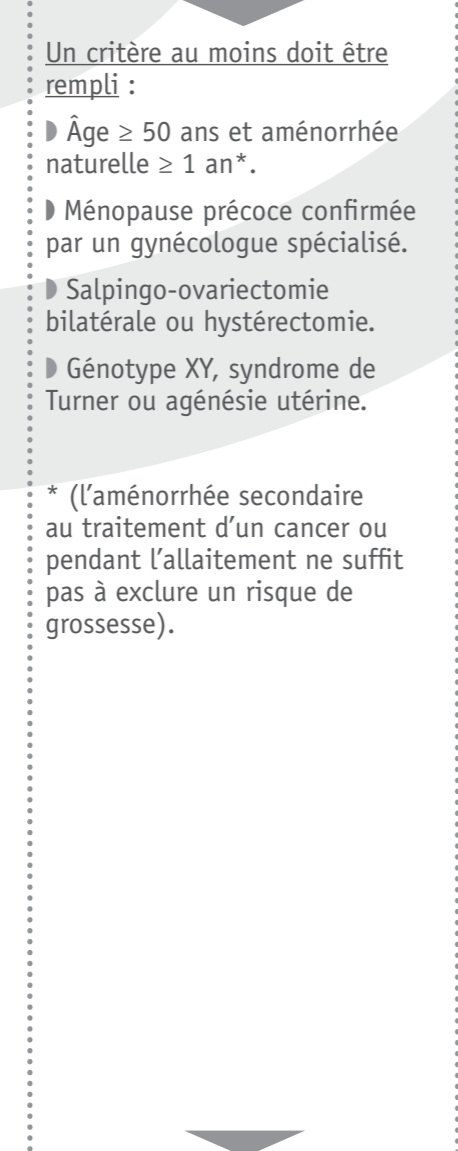 Un critère au moins doit être
rempli :
◗ Âge ≥ 50 ans et aménorrhée
naturelle ≥ 1 an*.
◗ Ménopause précoce confirmée
par un gynécologue spécialisé.
◗ Salpingo-ovariectomie
bilatérale ou hystérectomie.
◗ Génotype XY, syndrome de
Turner ou agénésie utérine.
* (l’aménorrhée secondaire
au traitement d’un cancer ou
pendant l’allaitement ne suffit
pas à exclure un risque de
grossesse).